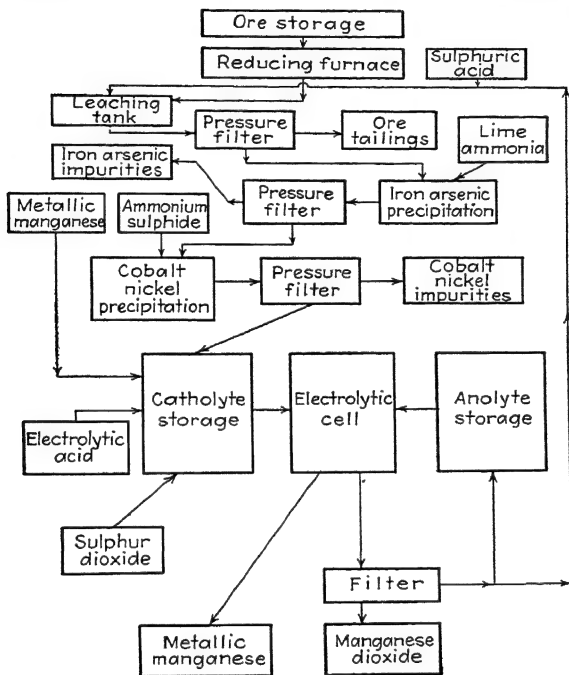 Ore storage
Reducing furnace
Sulphuric
acid
Leaching
tank
Pressure
filter
Ore
tailings
Lime
ammonia
Iron arsenic
impurities
Metallic
manganese
Ammonium
sulphide
Pressure
filter
Iron arsenic
precipitation
Cobalt
nickel
precipitation
Pressure
filter
Cobalt
nickel
impurities
Catholyte
storage
Electrolytic
cell
Anolyte
storage
Electrolytic
acid
Sulphur
dioxide
Filter
Metallic
manganese
Manganese
dioxide